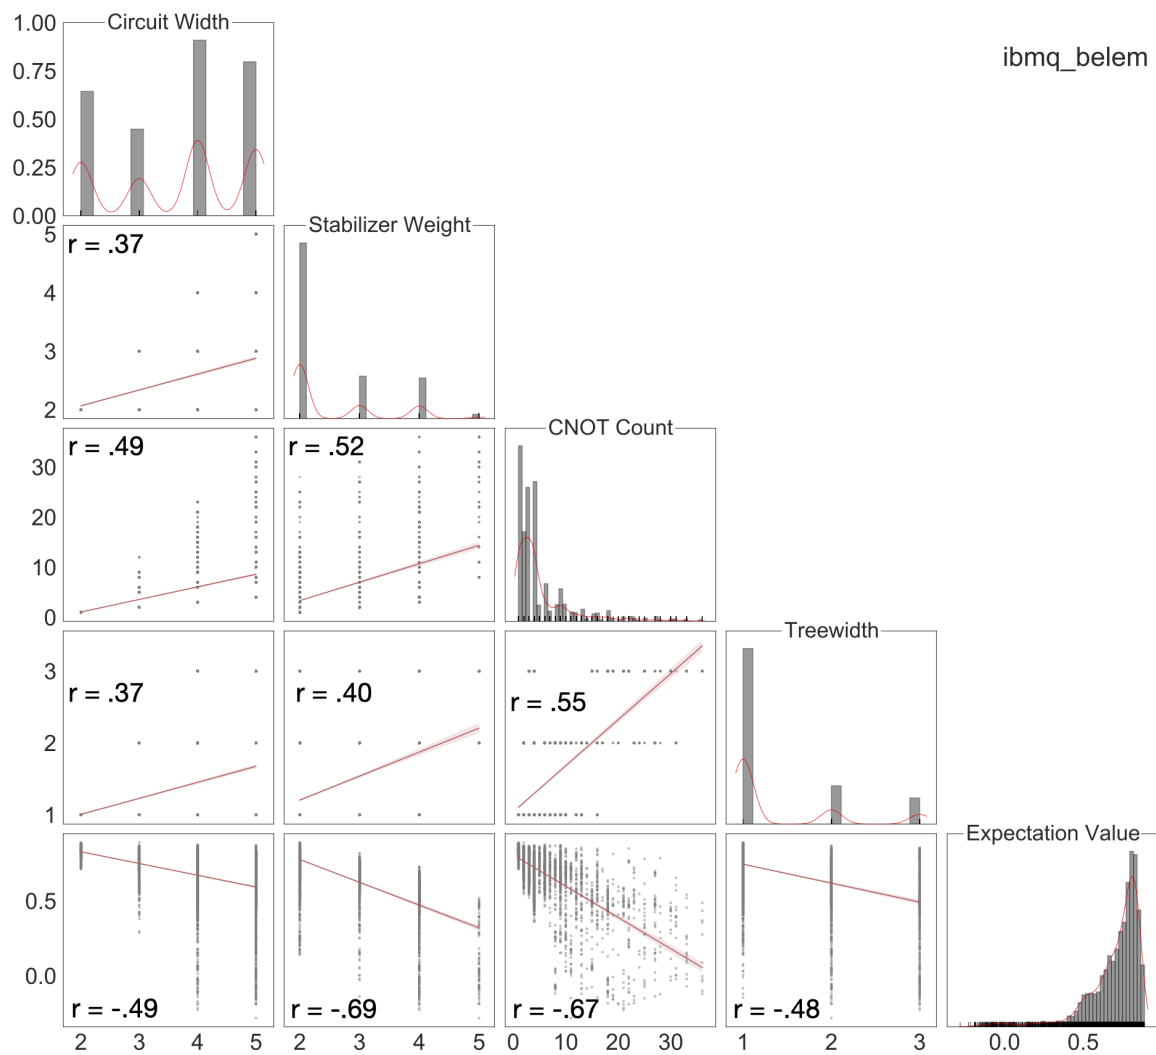 1.00
Circuit Width
ibmq_belem
0.75
0.50
0.25
0.00
5
r = .37
Stabilizer Weight
4
3
2
r = .49
r = .52
CNOT Count
30
20
10
0
r = .37
r = .40
r = .55
Treewidth
3
2
1
r = -.49
r = -.69
r = -.67
r = -.48
Expectation Value
0.5
0.0
2 3 4 5 2 3 4 5 0 10 20 30 1 2 3 0.0 0.5